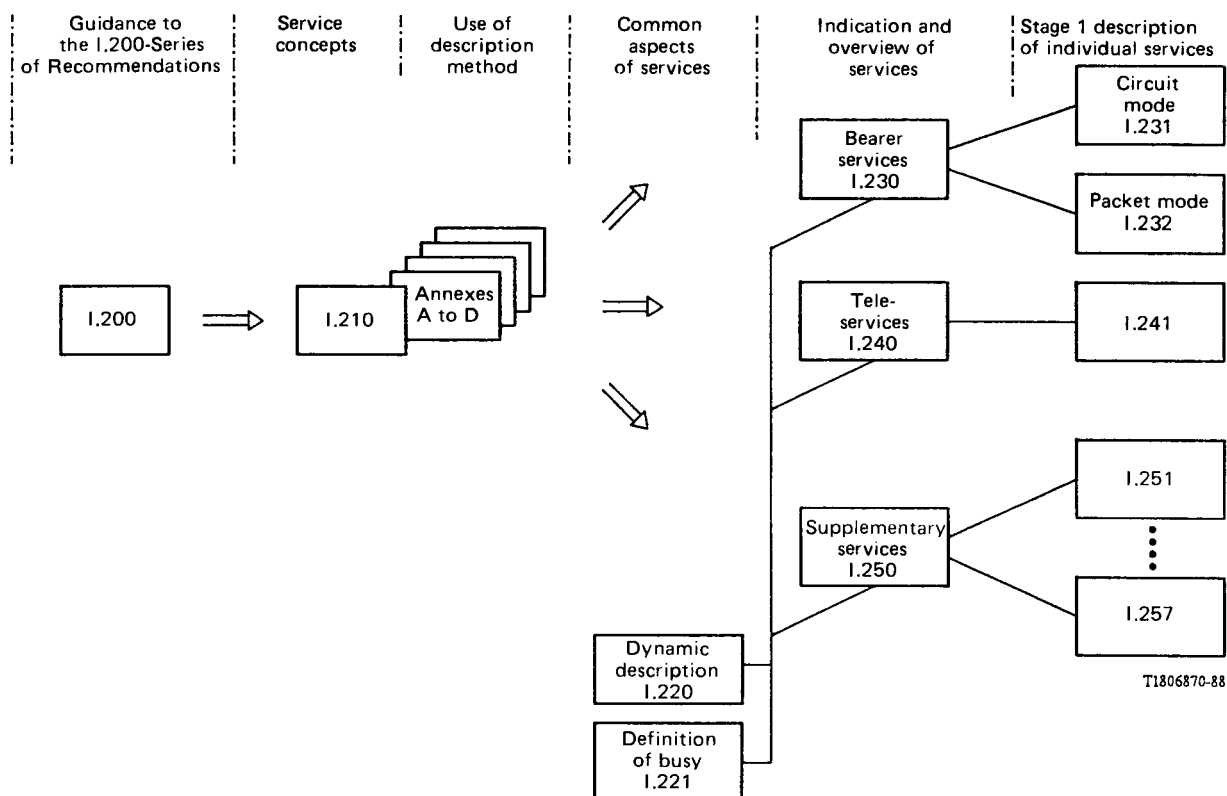 Guidance to
the I.200-Series
of Recommendations
Service
concepts
Use of
description
method
Common
aspects
of services
Indication and
overview of
services
Stage 1 description
of individual services
Circuit
mode
I.231
Bearer
services
I.230
Packet mode
I.232
I.200
I.210
Annexes
A to D
Tele-
services
I.240
I.241
I.251
Supplementary
services
I.250
I.257
Dynamic
description
I.220
Definition
of busy
I.221
T1806870-88